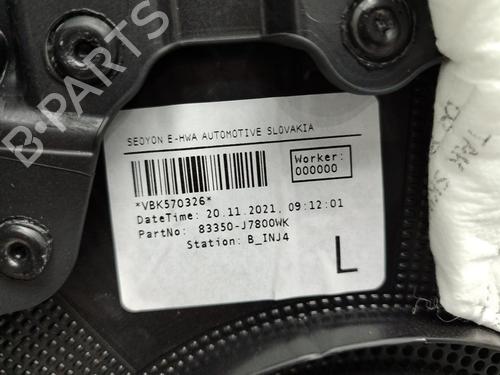 B-PARTS
SEOYON E-HWA AUTOMOTIVE SLOVAKIA
Worker:
000000
*VBK570326*
DateTime: 20.11.2021, 09:12:01
PartNo: 83350-J7800WK
Station: B_INJ4
L